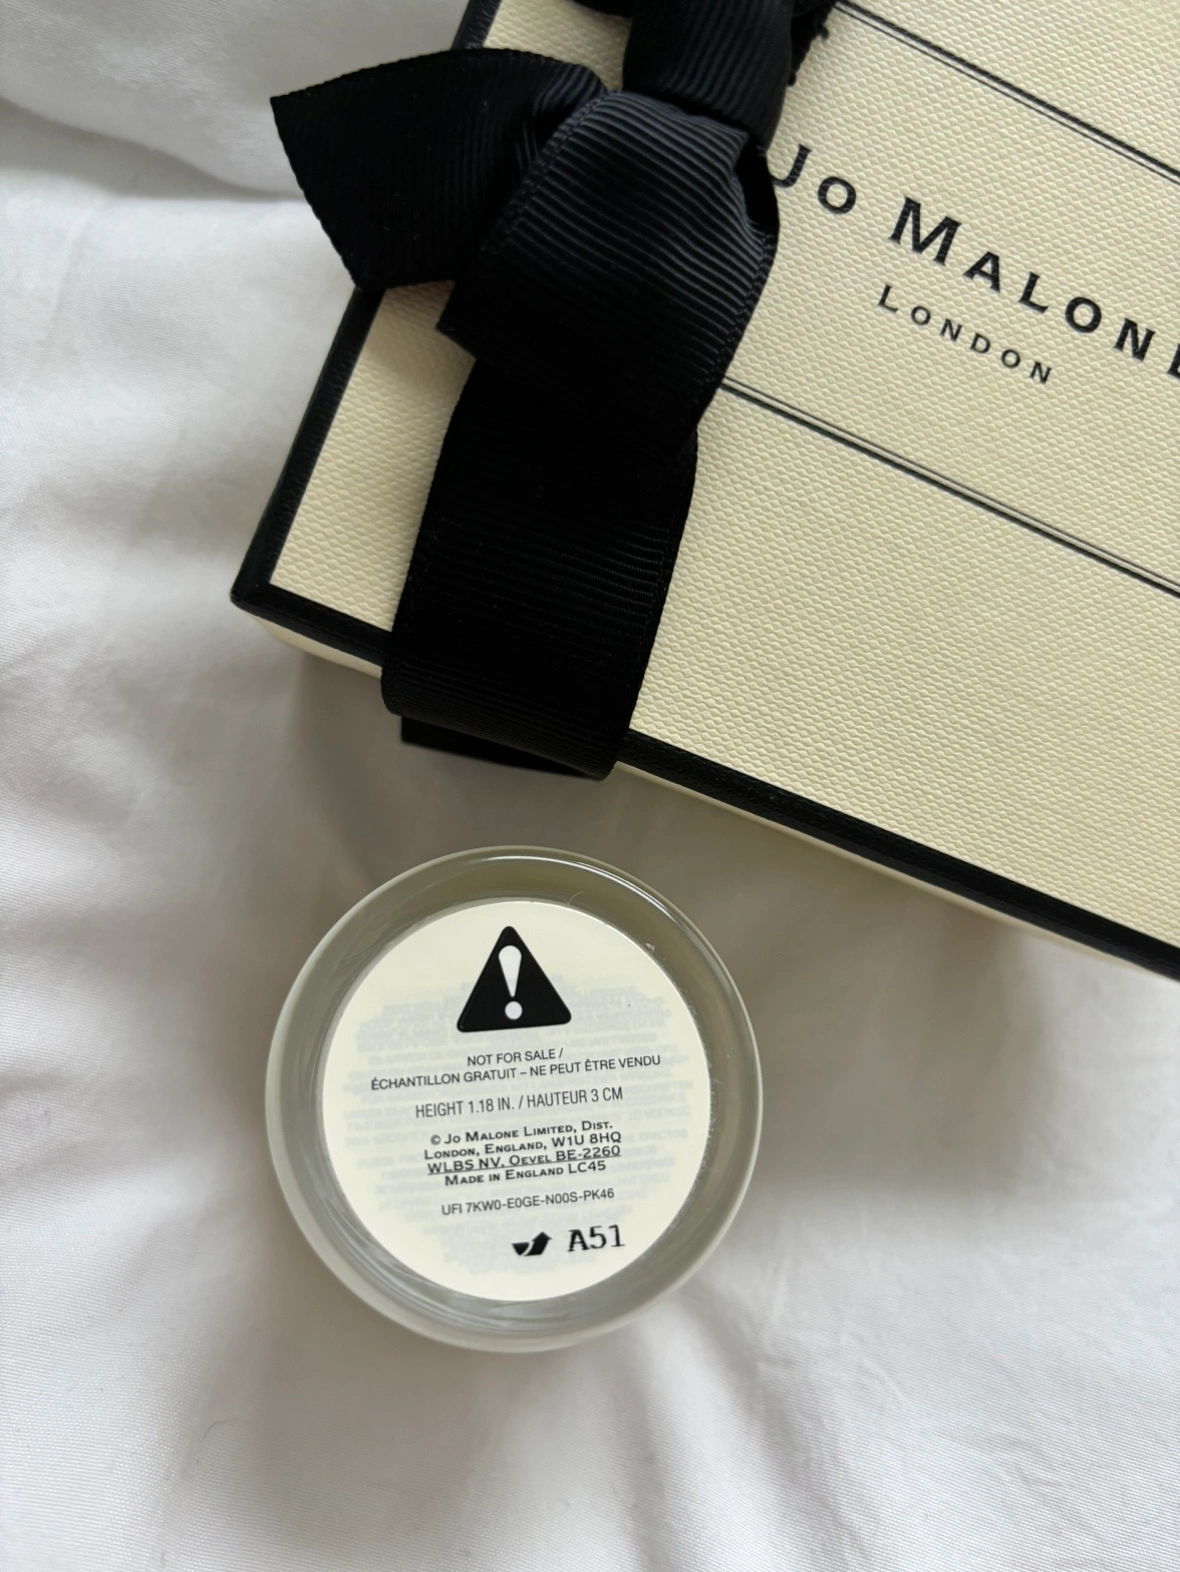 JO MALONE
LONDON
NOT FOR SALE /
ÉCHANTILLON GRATUIT – NE PEUT ÊTRE VENDU
HEIGHT 1.18 IN. / HAUTEUR 3 CM
© JO MALONE LIMITED, DIST.
LONDON, ENGLAND, W1U 8HQ
WLBS NV, OEVEL BE-2260
MADE IN ENGLAND LC45
UFI 7KW0-E0GE-N00S-PK46
A51